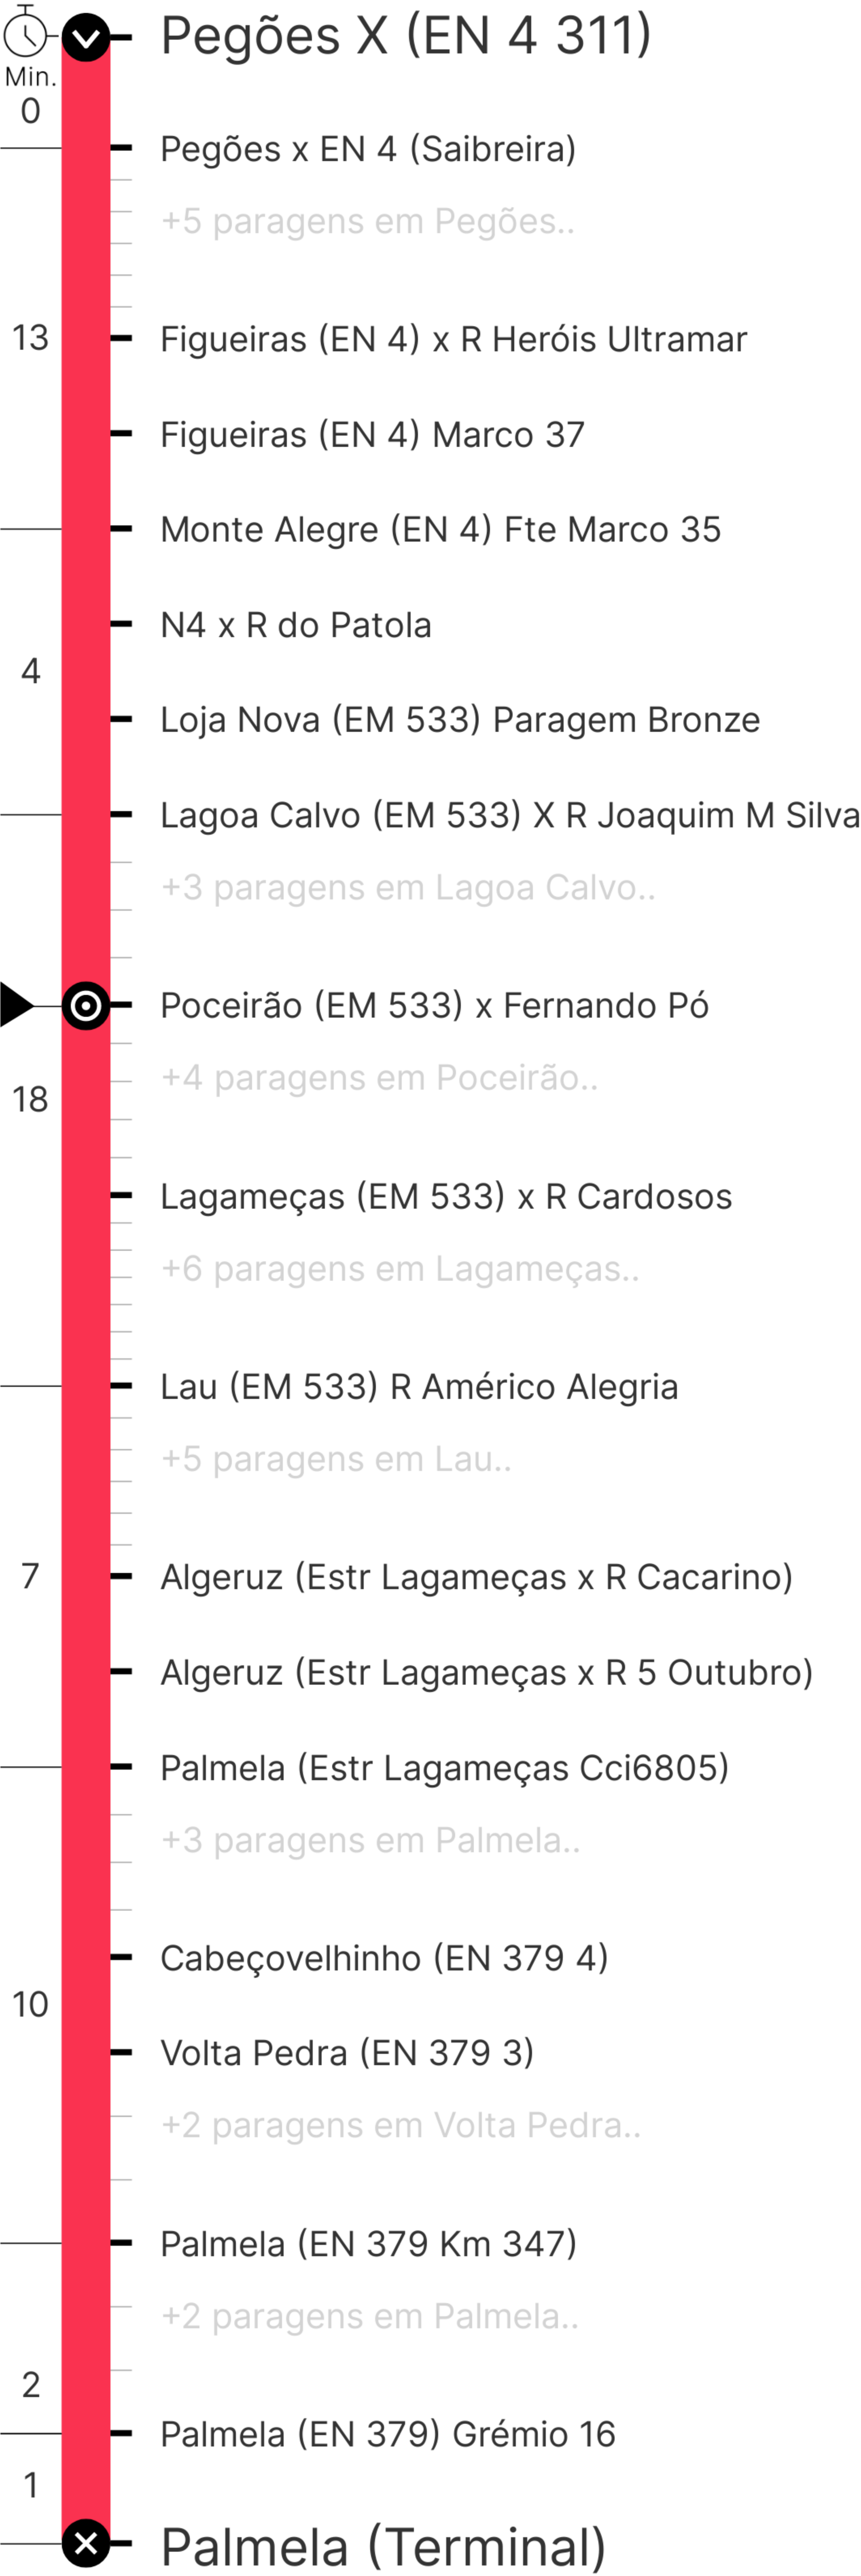 Pegões X (EN 4 311)
Min.
0
Pegões x EN 4 (Saibreira)
+5 paragens em Pegões..
13
Figueiras (EN 4) x R Heróis Ultramar
Figueiras (EN 4) Marco 37
Monte Alegre (EN 4) Fte Marco 35
N4 x R do Patola
4
Loja Nova (EM 533) Paragem Bronze
Lagoa Calvo (EM 533) X R Joaquim M Silva
+3 paragens em Lagoa Calvo..
Poceirão (EM 533) x Fernando Pó
+4 paragens em Poceirão..
18
Lagameças (EM 533) x R Cardosos
+6 paragens em Lagameças..
Lau (EM 533) R Américo Alegria
+5 paragens em Lau..
7
Algeruz (Estr Lagameças x R Cacarino)
Algeruz (Estr Lagameças x R 5 Outubro)
Palmela (Estr Lagameças Cci6805)
+3 paragens em Palmela..
Cabeçovelhinho (EN 379 4)
10
Volta Pedra (EN 379 3)
+2 paragens em Volta Pedra..
Palmela (EN 379 Km 347)
+2 paragens em Palmela..
2
Palmela (EN 379) Grémio 16
1
Palmela (Terminal)